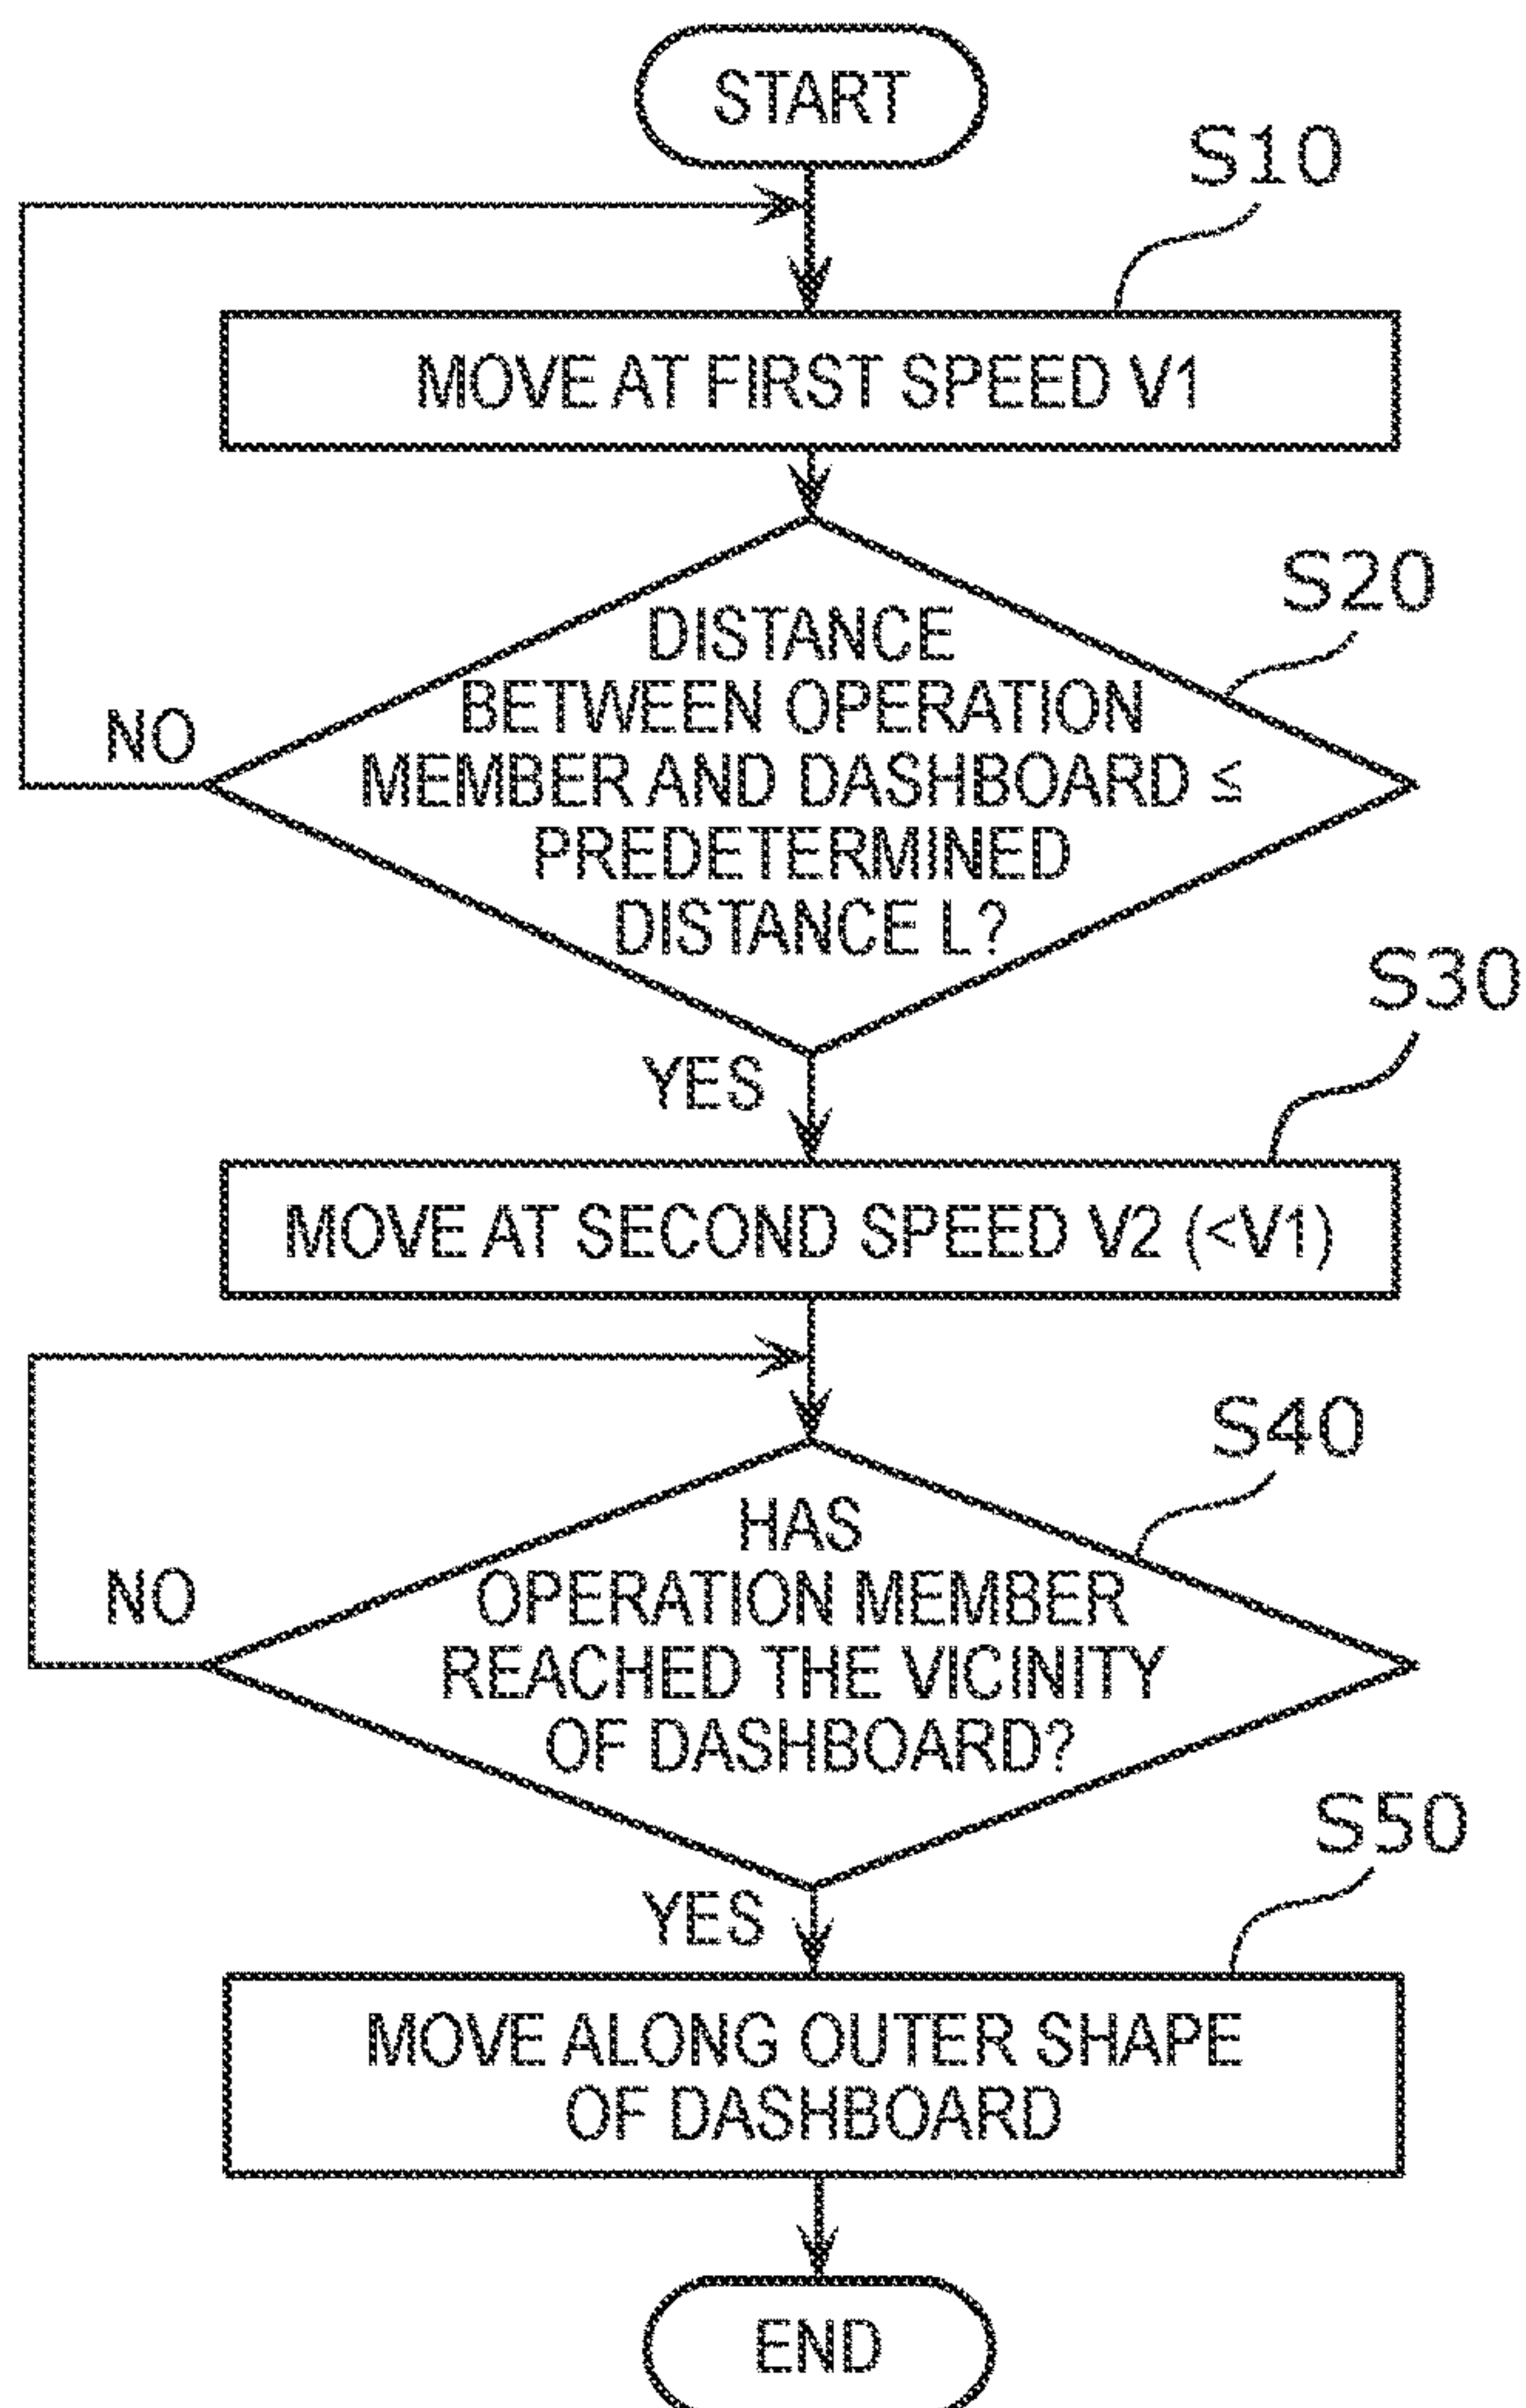 START
S10
MOVE AT FIRST SPEED V1
S20
DISTANCE
BETWEEN OPERATION
MEMBER AND DASHBOARD ≤
PREDETERMINED
DISTANCE L?
NO
YES
S30
MOVE AT SECOND SPEED V2 (<V1)
S40
HAS
OPERATION MEMBER
REACHED THE VICINITY
OF DASHBOARD?
NO
YES
S50
MOVE ALONG OUTER SHAPE
OF DASHBOARD
END